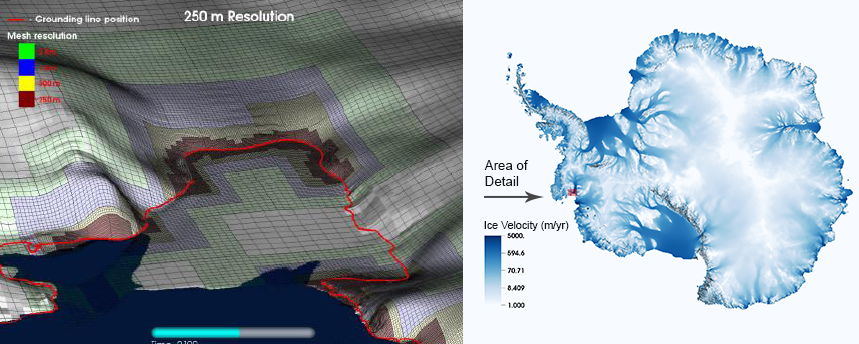 - Grounding line position
250 m Resolution
Mesh resolution
Area of
Detail
Ice Velocity (m/yr)
5000.
594.6
70.71
8.409
1.000